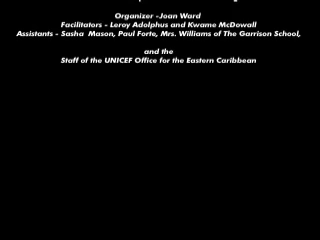 Organizer -Joan Ward
Facilitators - Leroy Adolphus and Kwame McDowall
Assistants - Sasha  Mason, Paul Forte, Mrs. Williams of The Garrison School,
and the
Staff of the UNICEF Office for the Eastern Caribbean